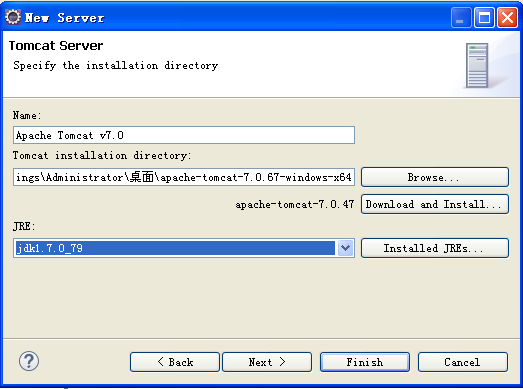 New Server
Tomcat Server
Specify the installation directory
Name:
Apache Tomcat v7.0
Tomcat installation directory:
ings\Administrator\桌面\apache-tomcat-7.0.67-windows-x64 Browse...
apache-tomcat-7.0.47 Download and Install...
JRE:
jdk1.7.0_79 Installed JREs...
? < Back Next > Finish Cancel